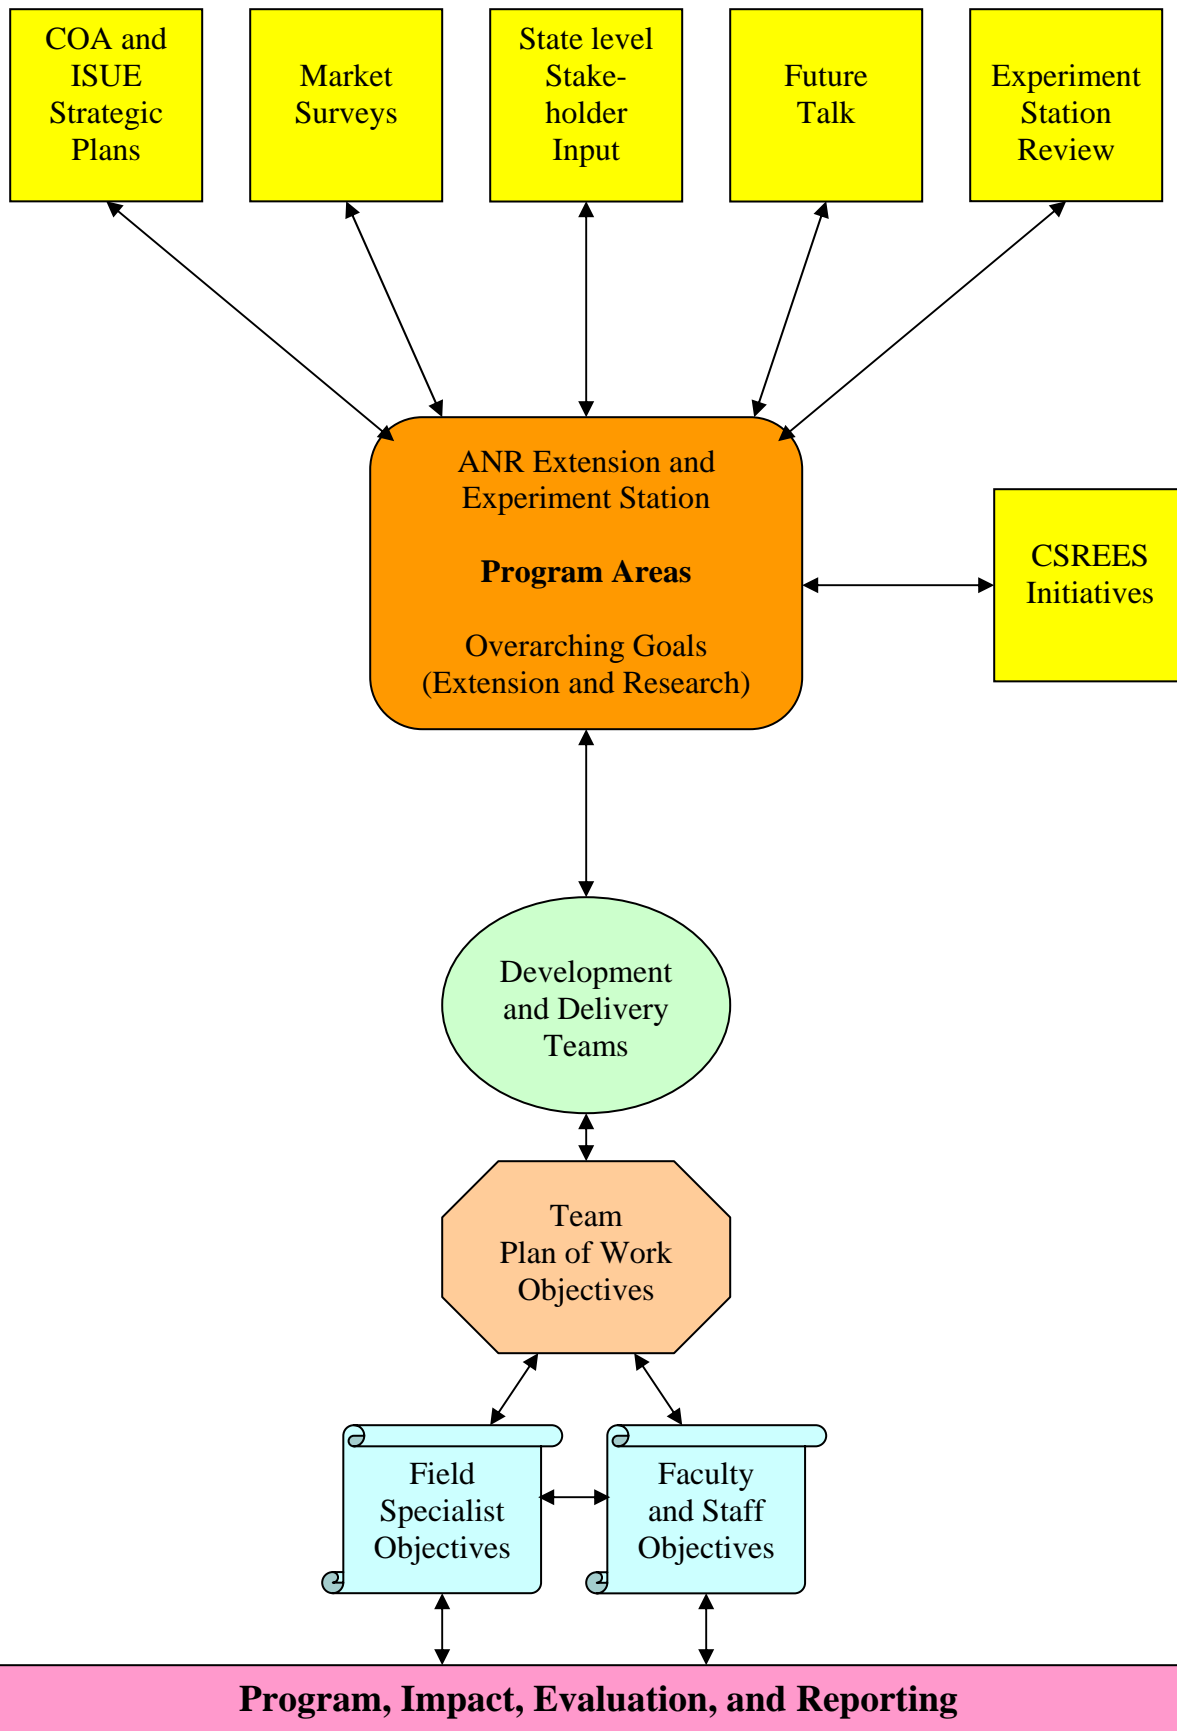 COA and
ISUE
Strategic
Plans
Market
Surveys
State level
Stake-
holder
Input
Future
Talk
Experiment
Station
Review
ANR Extension and
Experiment Station
Program Areas
Overarching Goals
(Extension and Research)
CSREES
Initiatives
Development
and Delivery
Teams
Team
Plan of Work
Objectives
Field
Specialist
Objectives
Faculty
and Staff
Objectives
Program, Impact, Evaluation, and Reporting